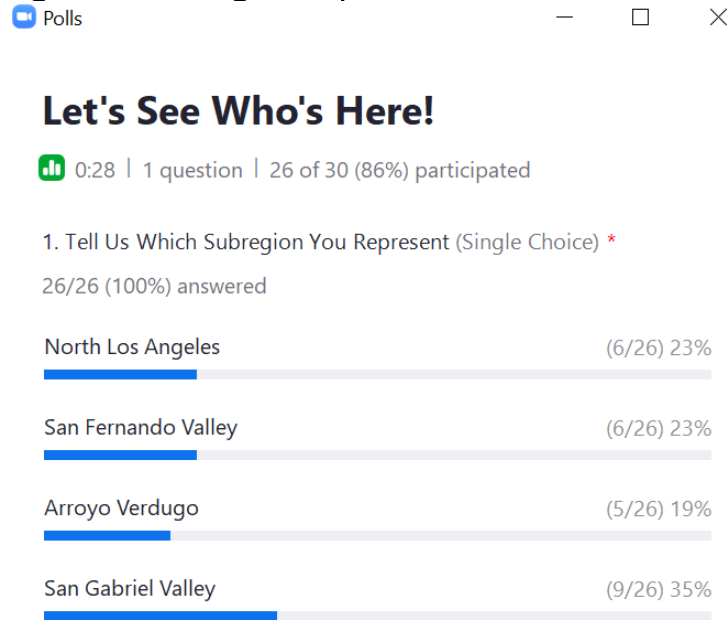 Polls
Let's See Who's Here!
0:28 | 1 question | 26 of 30 (86%) participated
1. Tell Us Which Subregion You Represent (Single Choice) *
26/26 (100%) answered
North Los Angeles (6/26) 23%
San Fernando Valley (6/26) 23%
Arroyo Verdugo (5/26) 19%
San Gabriel Valley (9/26) 35%